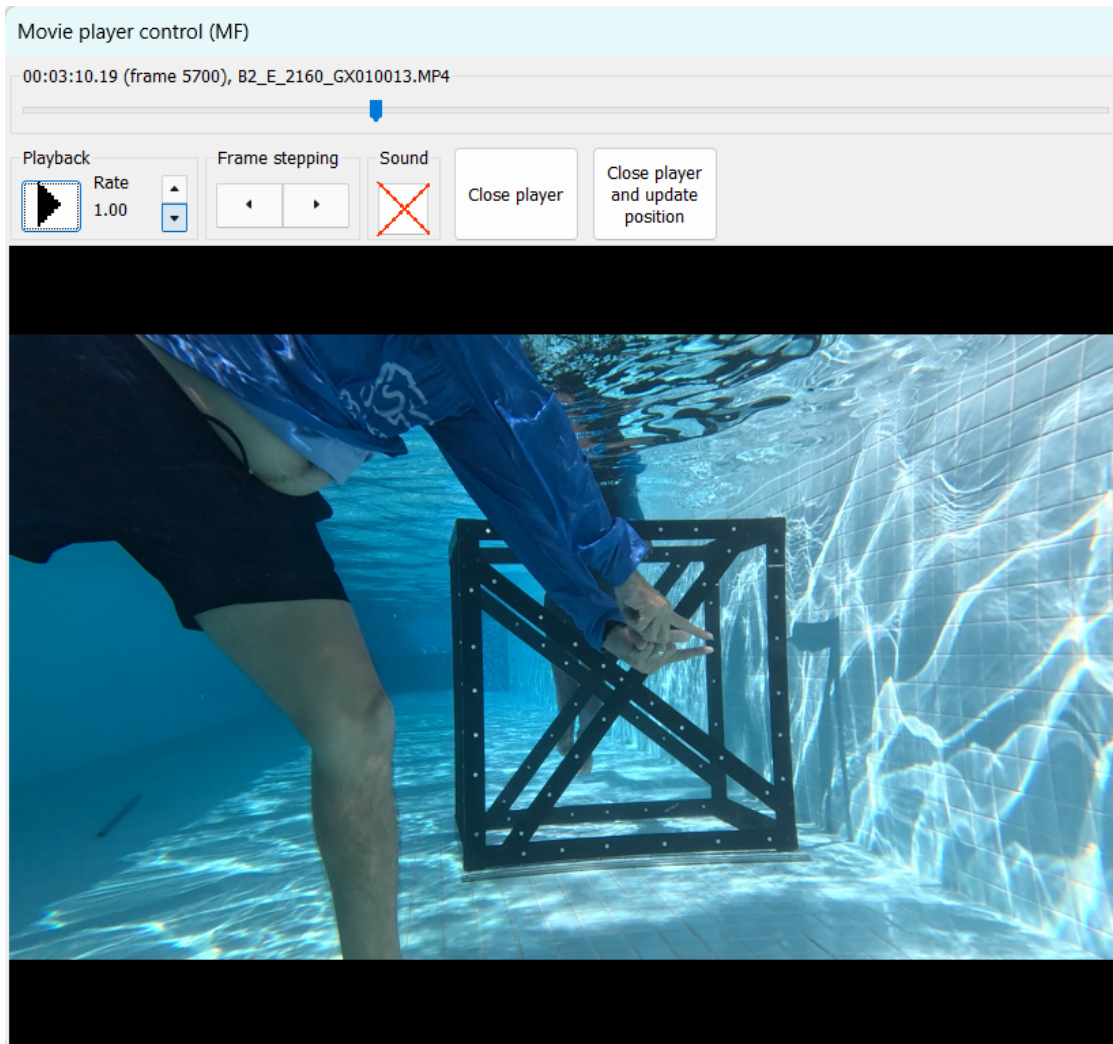 Movie player control (MF)
00:03:10.19 (frame 5700), B2_E_2160_GX010013.MP4
Playback
Rate
1.00
Frame stepping
Sound
Close player
Close player
and update
position